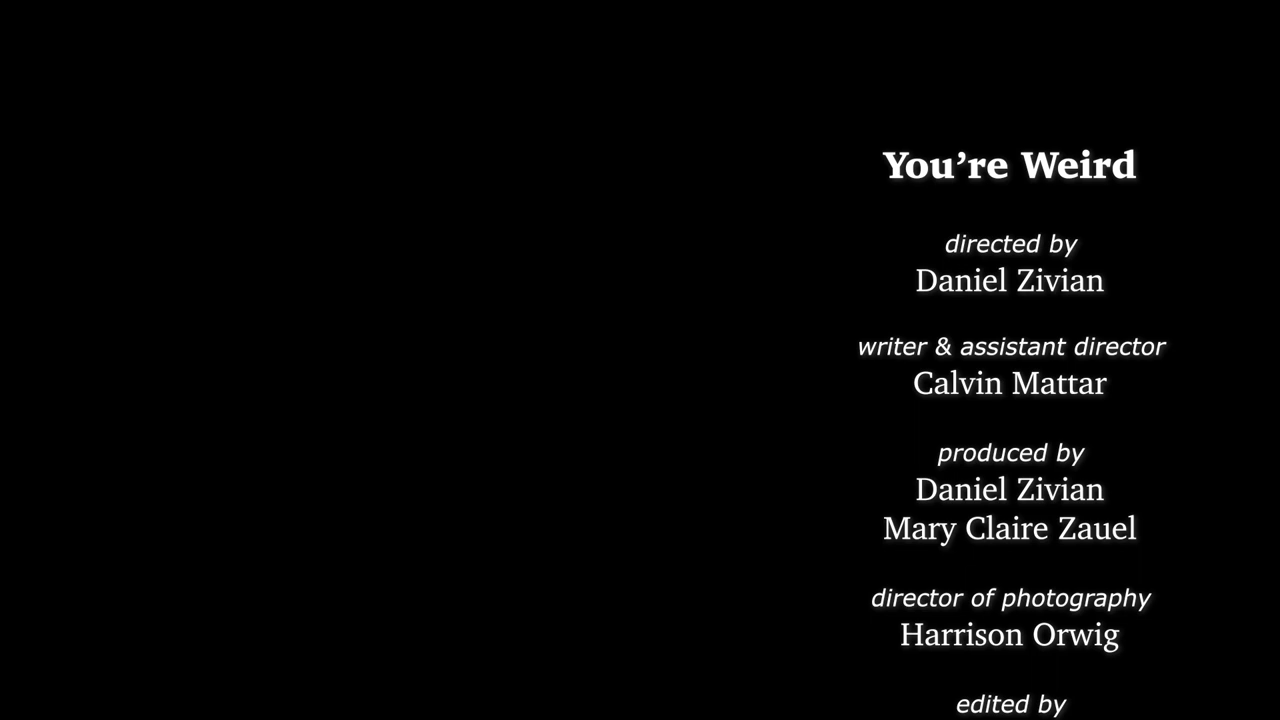 You’re Weird
directed by
Daniel Zivian
writer & assistant director
Calvin Mattar
produced by
Daniel Zivian
Mary Claire Zauel
director of photography
Harrison Orwig
edited by